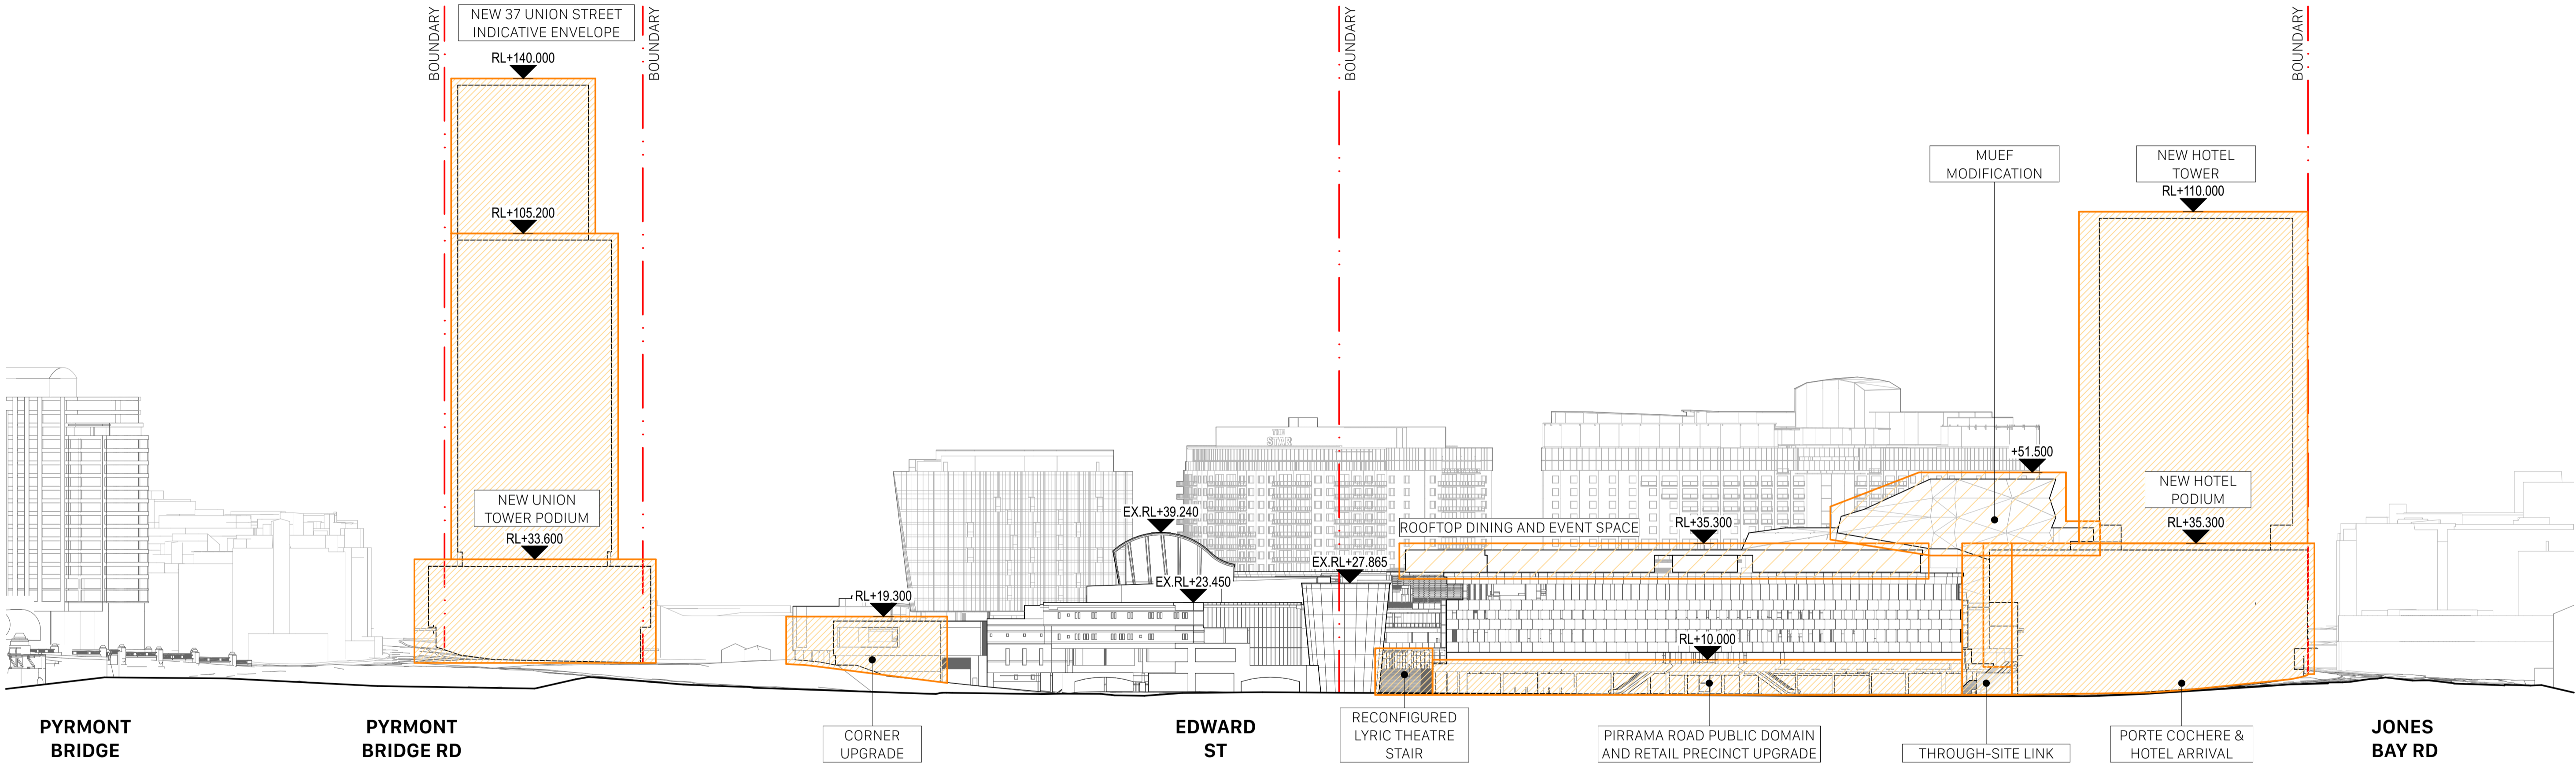 BOUNDARY
NEW 37 UNION STREET
INDICATIVE ENVELOPE
BOUNDARY
BOUNDARY
BOUNDARY
RL+140.000
RL+105.200
NEW UNION
TOWER PODIUM
RL+33.600
RL+19.300
EX.RL+39.240
EX.RL+23.450
THE
STAR
EX.RL+27.865
ROOFTOP DINING AND EVENT SPACE
RL+35.300
RL+10.000
MUEF
MODIFICATION
+51.500
NEW HOTEL
TOWER
RL+110.000
NEW HOTEL
PODIUM
RL+35.300
PYRMONT
BRIDGE
PYRMONT
BRIDGE RD
CORNER
UPGRADE
EDWARD
ST
RECONFIGURED
LYRIC THEATRE
STAIR
PIRRAMA ROAD PUBLIC DOMAIN
AND RETAIL PRECINCT UPGRADE
THROUGH-SITE LINK
PORTE COCHERE &
HOTEL ARRIVAL
JONES
BAY RD